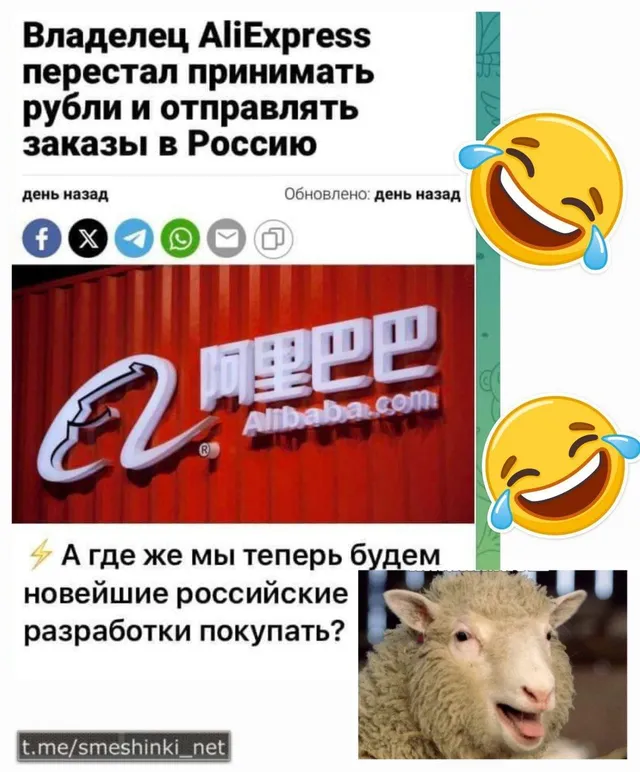 Владелец AliExpress
перестал принимать
рубли и отправлять
заказы в Россию
день назад
Обновлено: день назад
阿里巴巴
Alibaba.com
®
⚡ А где же мы теперь будем
новейшие российские
разработки покупать?
t.me/smeshinki_net